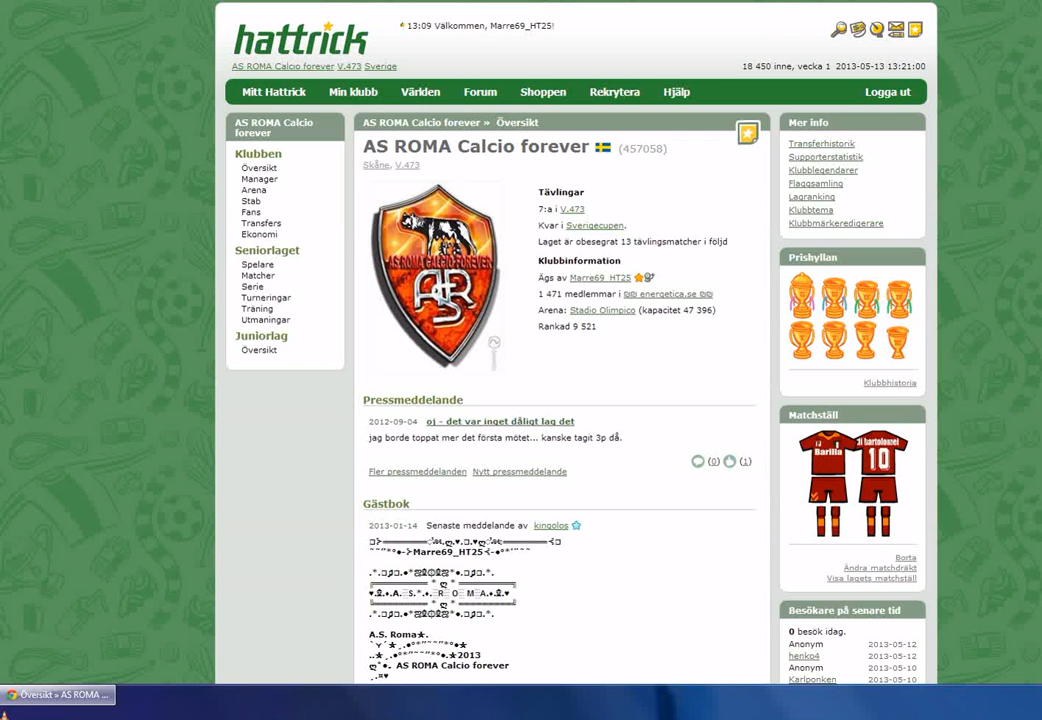 hattrick
13:09 Välkommen, Marre69_HT25!
AS ROMA Calcio forever V.473 Sverige
18 450 inne, vecka 1 2013-05-13 13:21:00
Mitt Hattrick Min klubb Världen Forum Shoppen Rekrytera Hjälp Logga ut
AS ROMA Calcio
forever
Klubben
Översikt
Manager
Arena
Stab
Fans
Transfers
Ekonomi
Seniorlaget
Spelare
Matcher
Serie
Turneringar
Träning
Utmaningar
Juniorlag
Översikt
AS ROMA Calcio forever » Översikt
AS ROMA Calcio forever (457058)
Skåne, V.473
AS ROMA CALCIO FOREVER
ASR
Tävlingar
7:a i V.473
Kvar i Sverigecupen.
Laget är obesegrat 13 tävlingsmatcher i följd
Klubbinformation
Ägs av Marre69_HT25
1 471 medlemmar i energetica.se
Arena: Stadio Olimpico (kapacitet 47 396)
Rankad 9 521
Pressmeddelande
2012-09-04 oj - det var inget dåligt lag det
jag borde toppat mer det första mötet... kanske tagit 3p då.
(0) (1)
Fler pressmeddelanden Nytt pressmeddelande
Gästbok
2013-01-14 Senaste meddelande av kingolos
Marre69_HT25
A.S. R O M A
A.S. Roma★.
2013
AS ROMA Calcio forever
Mer info
Transferhistorik
Supporterstatistik
Klubblegendarer
Flaggsamling
Lagranking
Klubbtema
Klubbmärkeredigerare
Prishyllan
Klubbhistoria
Matchställ
Barilla
Di bartolomei
10
Borta
Ändra matchdräkt
Visa lagets matchställ
Besökare på senare tid
0 besök idag.
Anonym 2013-05-12
henko4 2013-05-12
Anonym 2013-05-10
Karlponken 2013-05-10
Översikt » AS ROMA ...